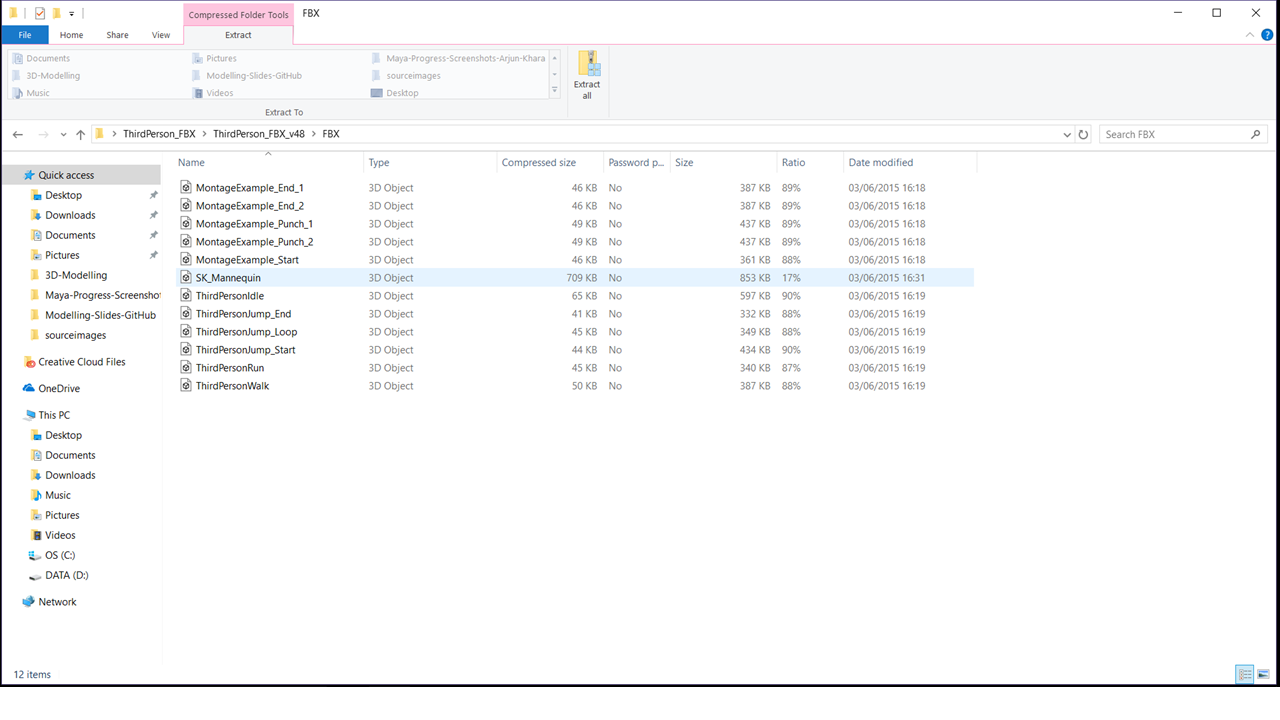 Compressed Folder Tools FBX
File Home Share View Extract
Documents Pictures Maya-Progress-Screenshots-Arjun-Khara
3D-Modelling Modelling-Slides-GitHub sourceimages
Music Videos Desktop
Extract
all
Extract To
ThirdPerson_FBX ThirdPerson_FBX_v48 FBX Search FBX
Name Type Compressed size Password p... Size Ratio Date modified
MontageExample_End_1 3D Object 46 KB No 387 KB 89% 03/06/2015 16:18
MontageExample_End_2 3D Object 46 KB No 387 KB 89% 03/06/2015 16:18
MontageExample_Punch_1 3D Object 49 KB No 437 KB 89% 03/06/2015 16:18
MontageExample_Punch_2 3D Object 49 KB No 437 KB 89% 03/06/2015 16:18
MontageExample_Start 3D Object 46 KB No 361 KB 88% 03/06/2015 16:18
SK_Mannequin 3D Object 709 KB No 853 KB 17% 03/06/2015 16:31
ThirdPersonIdle 3D Object 65 KB No 597 KB 90% 03/06/2015 16:19
ThirdPersonJump_End 3D Object 41 KB No 332 KB 88% 03/06/2015 16:19
ThirdPersonJump_Loop 3D Object 45 KB No 349 KB 88% 03/06/2015 16:19
ThirdPersonJump_Start 3D Object 44 KB No 434 KB 90% 03/06/2015 16:19
ThirdPersonRun 3D Object 45 KB No 340 KB 87% 03/06/2015 16:19
ThirdPersonWalk 3D Object 50 KB No 387 KB 88% 03/06/2015 16:19
Quick access
Desktop
Downloads
Documents
Pictures
3D-Modelling
Maya-Progress-Screenshot
Modelling-Slides-GitHub
sourceimages
Creative Cloud Files
OneDrive
This PC
Desktop
Documents
Downloads
Music
Pictures
Videos
OS (C:)
DATA (D:)
Network
12 items